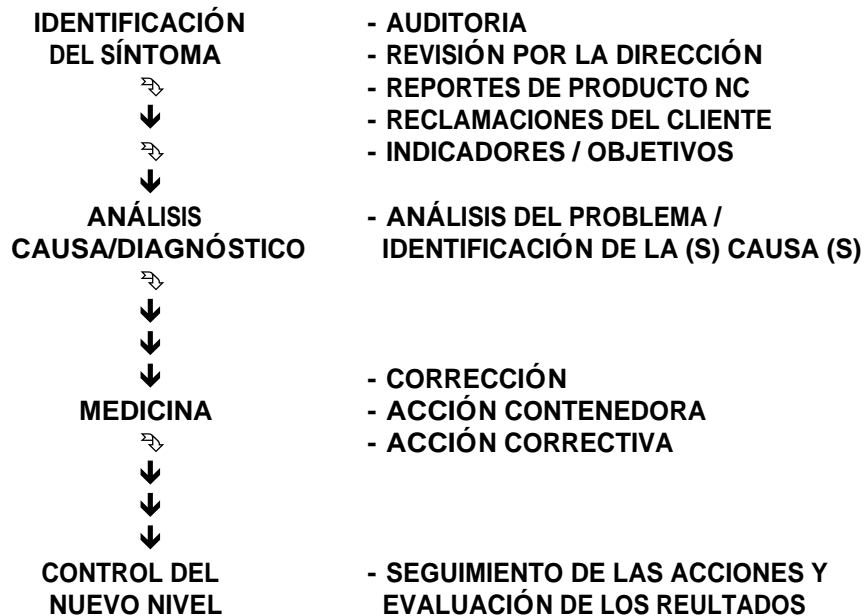 IDENTIFICACIÓN - AUDITORIA
DEL SÍNTOMA - REVISIÓN POR LA DIRECCIÓN
- REPORTES DE PRODUCTO NC
- RECLAMACIONES DEL CLIENTE
- INDICADORES / OBJETIVOS
ANÁLISIS - ANÁLISIS DEL PROBLEMA /
CAUSA/DIAGNÓSTICO IDENTIFICACIÓN DE LA (S) CAUSA (S)
- CORRECCIÓN
MEDICINA - ACCIÓN CONTENEDORA
- ACCIÓN CORRECTIVA
CONTROL DEL - SEGUIMIENTO DE LAS ACCIONES Y
NUEVO NIVEL EVALUACIÓN DE LOS REULTADOS